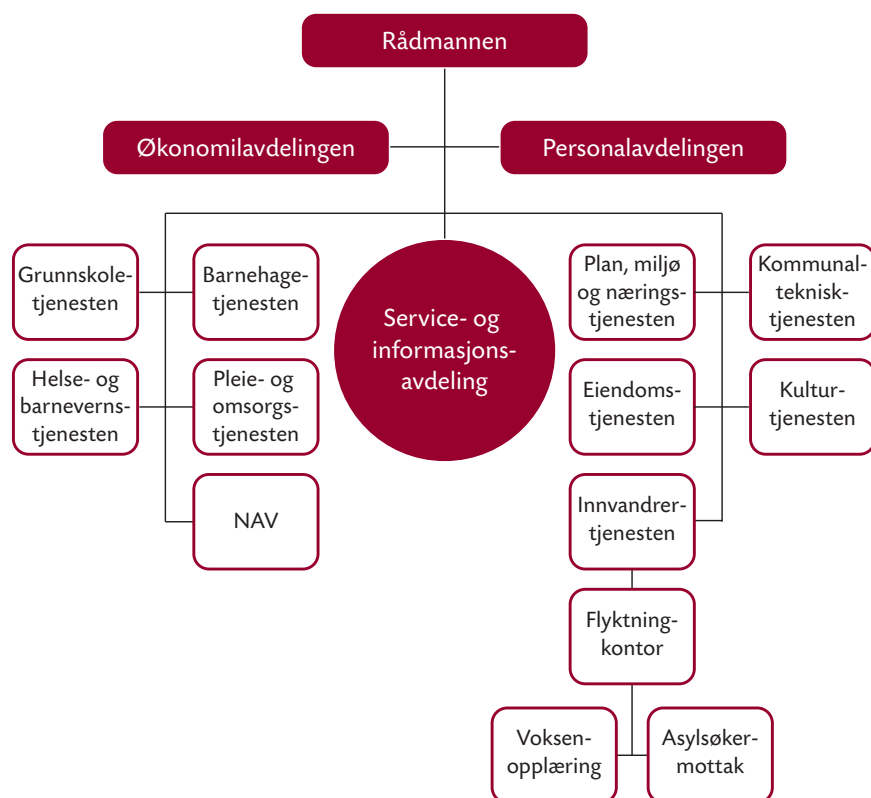 Rådmannen
Økonomilavdelingen
Personalavdelingen
Grunnskole-
tjenesten
Barnehage-
tjenesten
Service- og
informasjons-
avdeling
Plan, miljø
og nærings-
tjenesten
Kommunal-
teknisk-
tjenesten
Helse- og
barneverns-
tjenesten
Pleie- og
omsorgs-
tjenesten
Eiendoms-
tjenesten
Kultur-
tjenesten
NAV
Innvandrer-
tjenesten
Flyktning-
kontor
Voksen-
opplæring
Asylsøker-
mottak